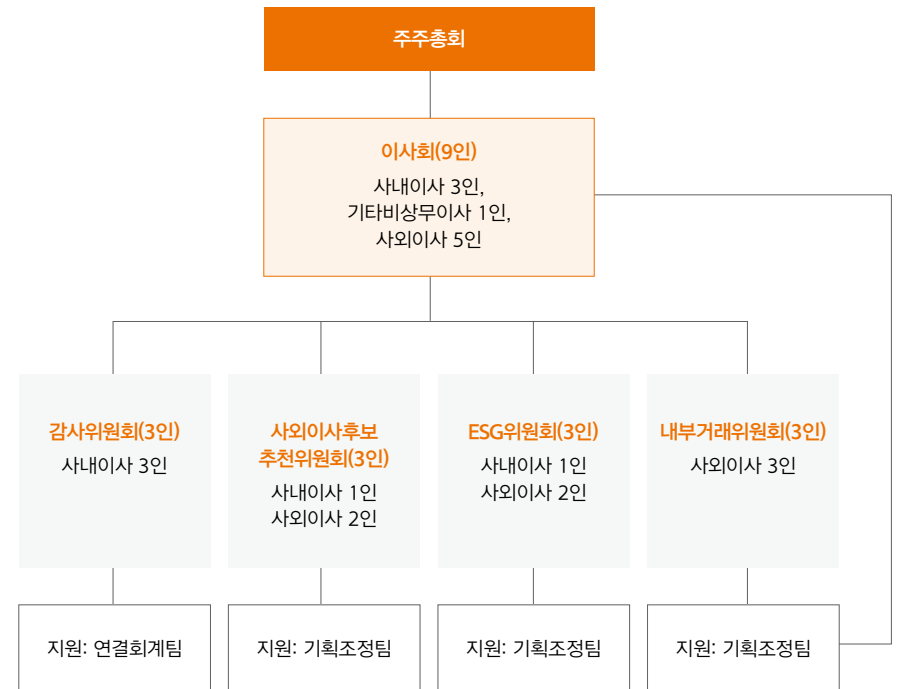 주주총회
이사회(9인)
사내이사 3인,
기타비상무이사 1인,
사외이사 5인
감사위원회(3인)
사내이사 3인
사외이사후보
추천위원회(3인)
사내이사 1인
사외이사 2인
ESG위원회(3인)
사내이사 1인
사외이사 2인
내부거래위원회(3인)
사외이사 3인
지원: 연결회계팀
지원: 기획조정팀
지원: 기획조정팀
지원: 기획조정팀